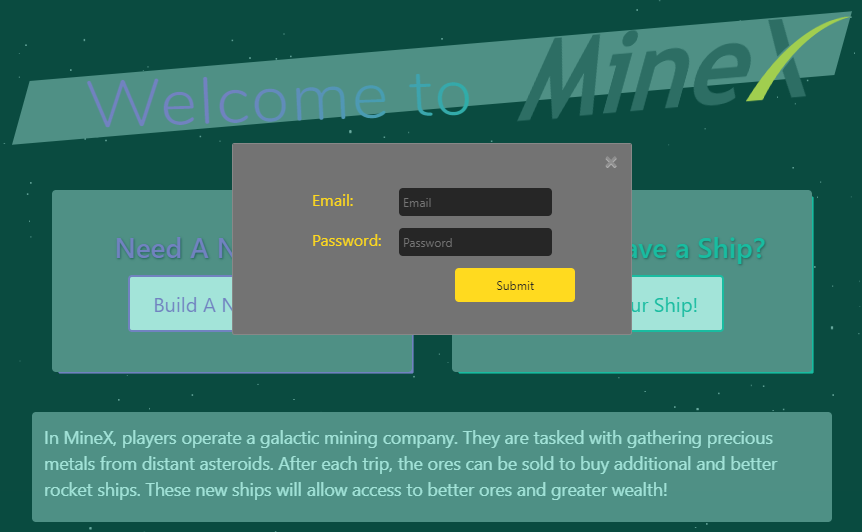 Welcome to MineX
Email:
Email
Password:
Password
Submit
Need A N
ave a Ship?
Build A N
ur Ship!
In MineX, players operate a galactic mining company. They are tasked with gathering precious
metals from distant asteroids. After each trip, the ores can be sold to buy additional and better
rocket ships. These new ships will allow access to better ores and greater wealth!